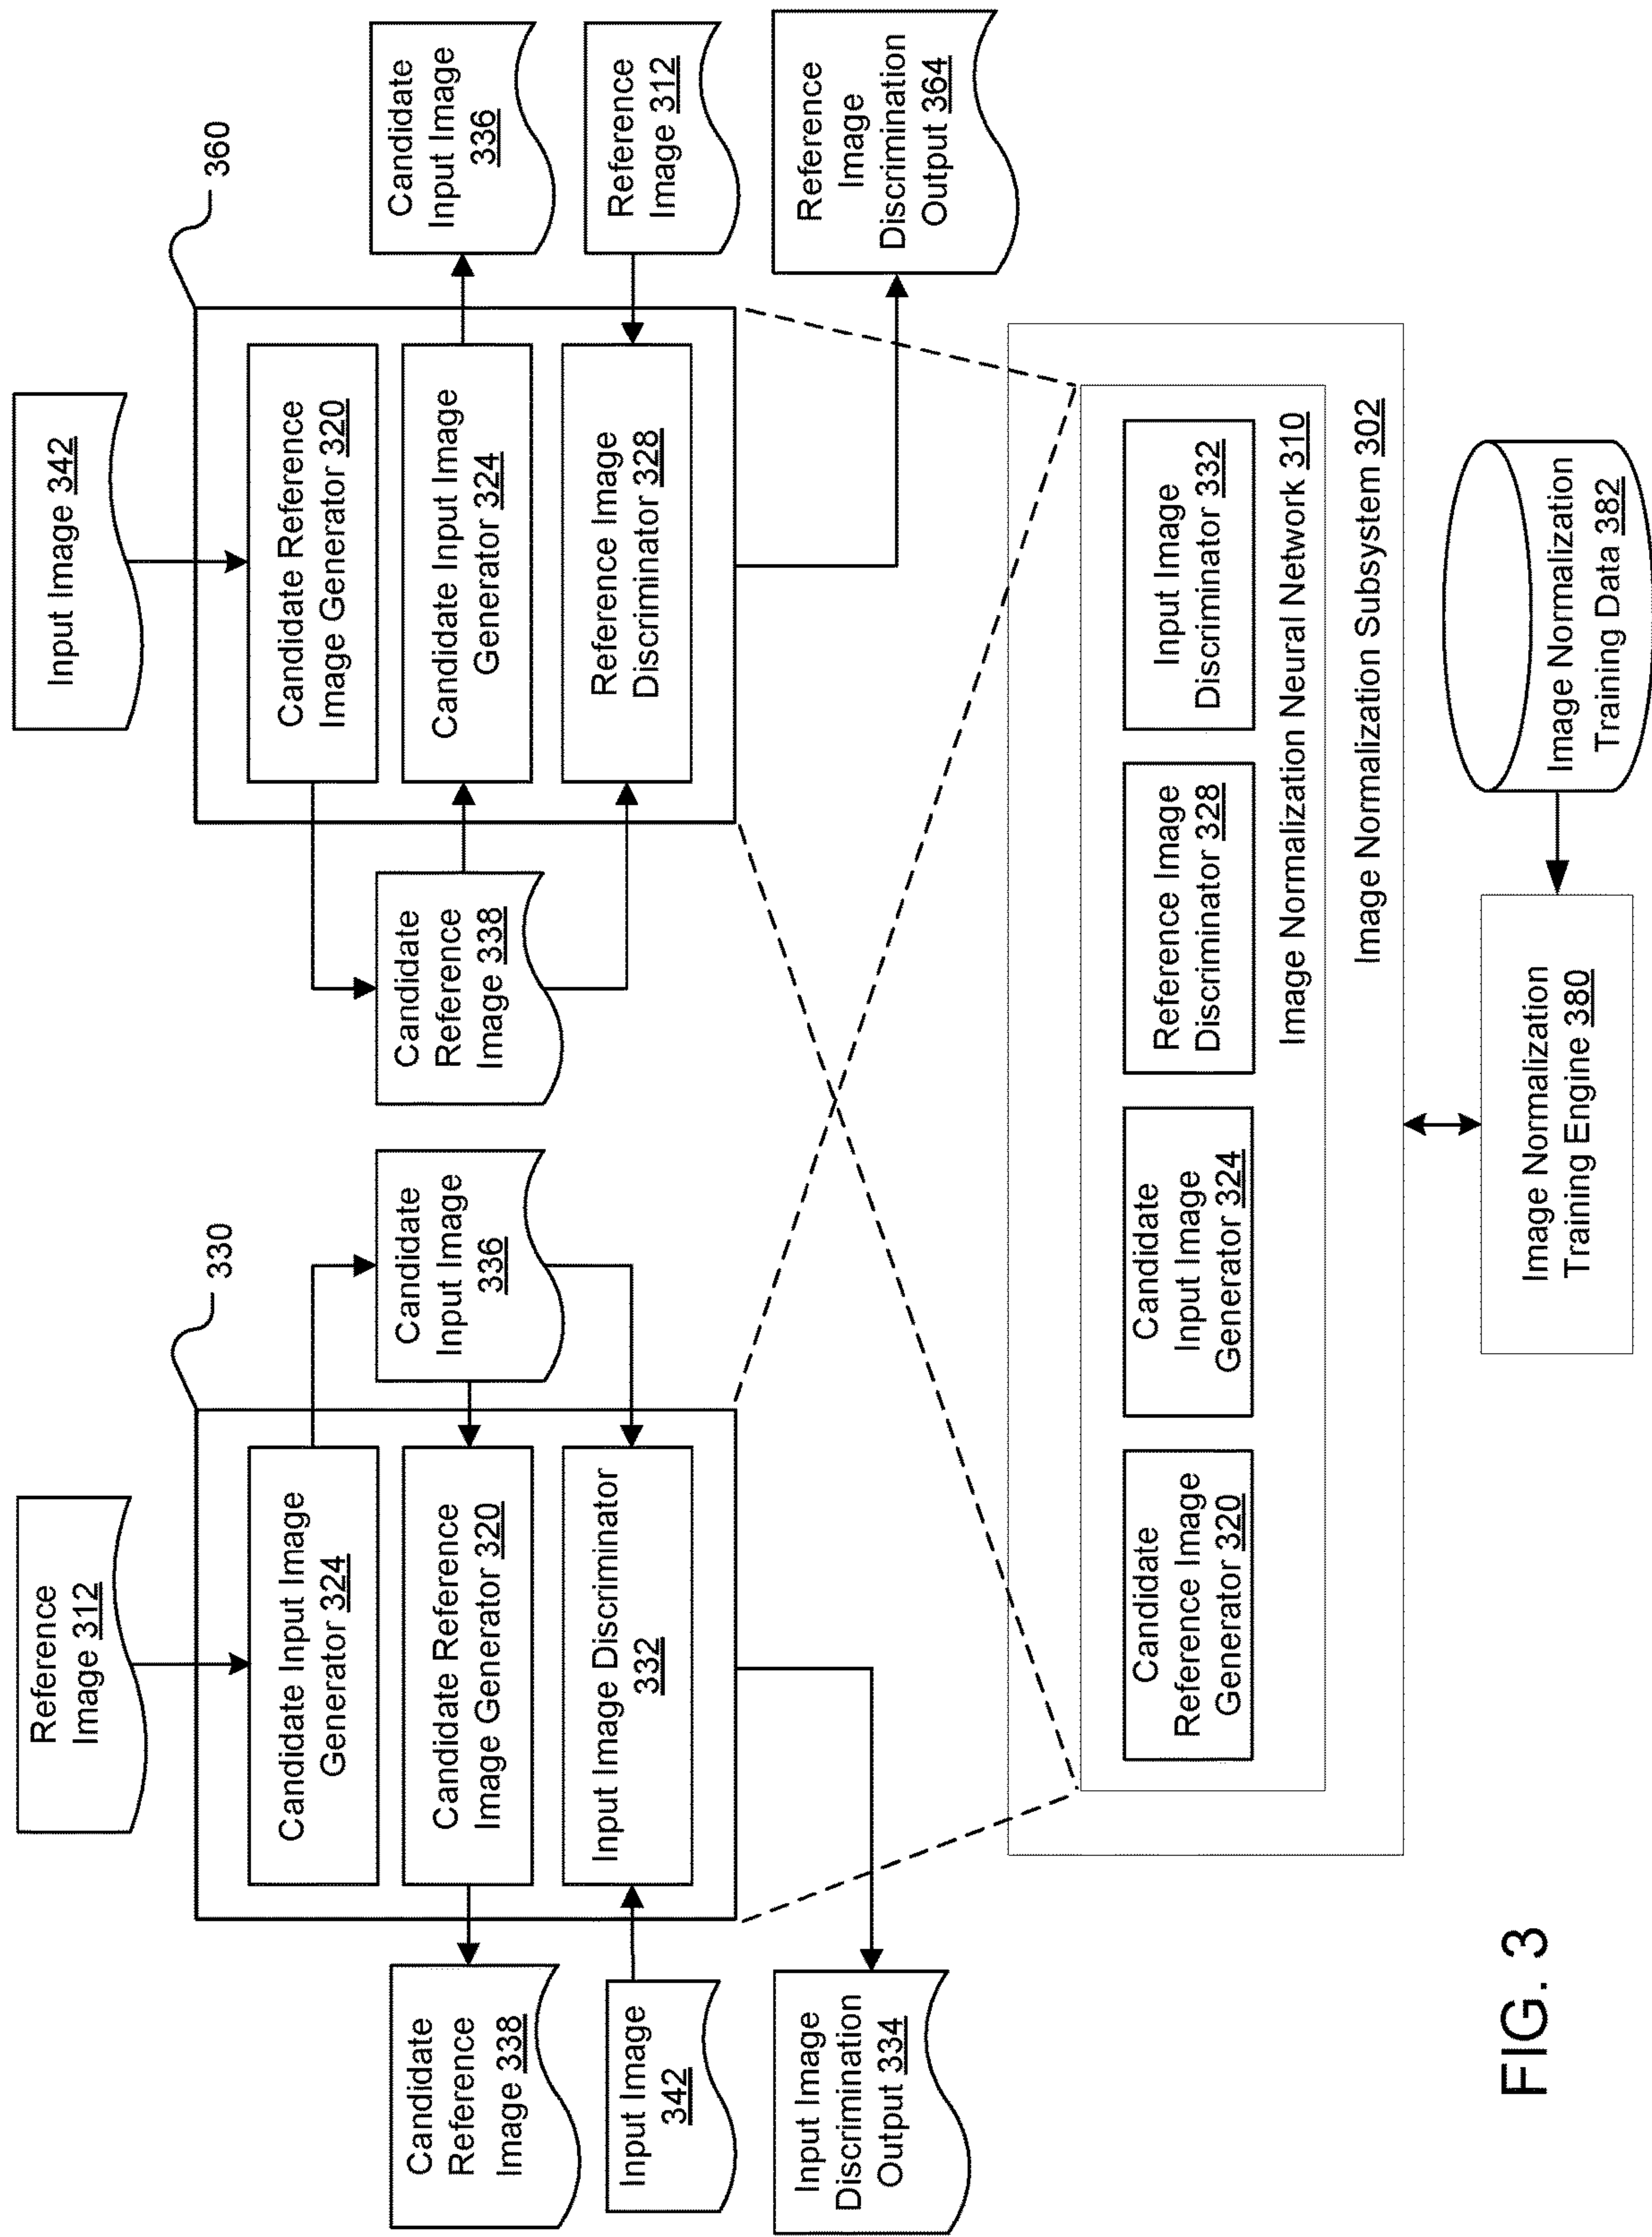 Reference
Image 312
330
Candidate Input Image
Generator 324
Candidate Reference
Image Generator 320
Input Image Discriminator
332
Candidate
Input Image
336
Candidate
Reference
Image 338
Input Image
342
Input Image
Discrimination
Output 334
Input Image 342
360
Candidate Reference
Image Generator 320
Candidate Input Image
Generator 324
Reference Image
Discriminator 328
Candidate
Reference
Image 338
Candidate
Input Image
336
Reference
Image 312
Reference
Image
Discrimination
Output 364
Candidate
Reference Image
Generator 320
Candidate
Input Image
Generator 324
Reference Image
Discriminator 328
Input Image
Discriminator 332
Image Normalization Neural Network 310
Image Normalization Subsystem 302
Image Normalization
Training Engine 380
Image Normalization
Training Data 382
FIG. 3